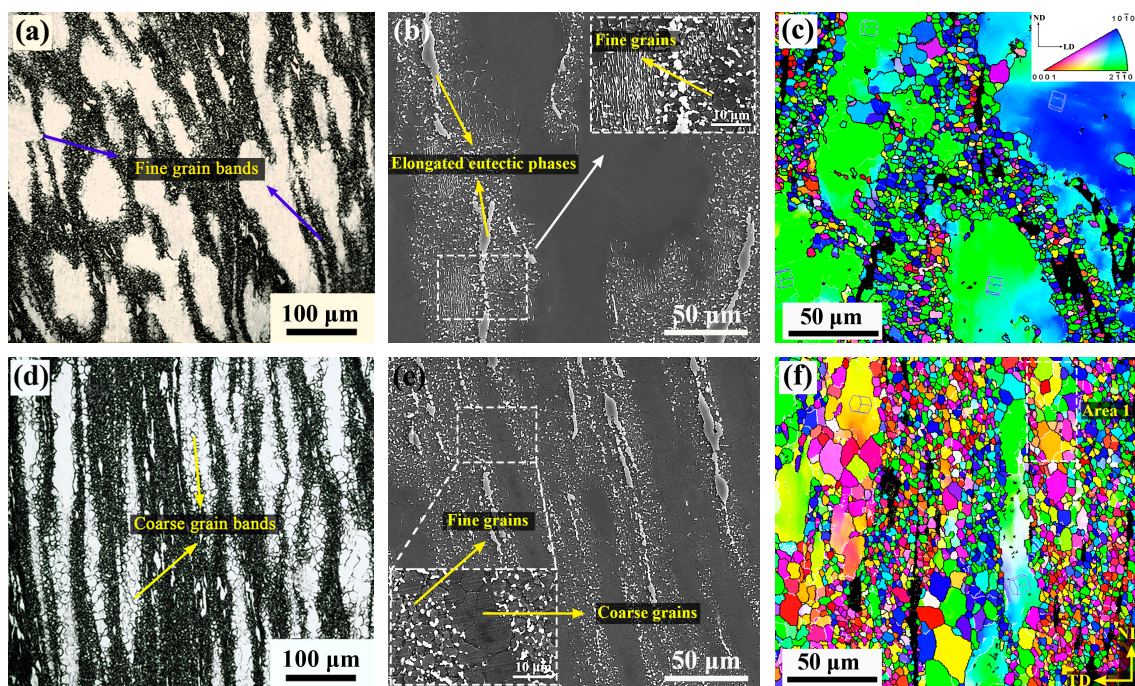 (a)
Fine grain bands
100 μm
(b)
Fine grains
10 μm
Elongated eutectic phases
50 μm
(c)
ND
LD
101̄0
0001
21̄1̄0
50 μm
(d)
Coarse grain bands
100 μm
(e)
Fine grains
Coarse grains
10 μm
50 μm
(f)
Area 1
ND
TD
50 μm